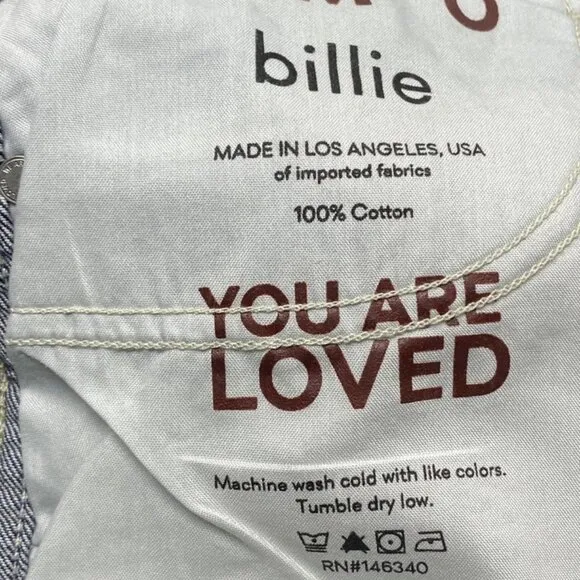 billie
MADE IN LOS ANGELES, USA
of imported fabrics
100% Cotton
YOU ARE
LOVED
Machine wash cold with like colors.
Tumble dry low.
RN#146340